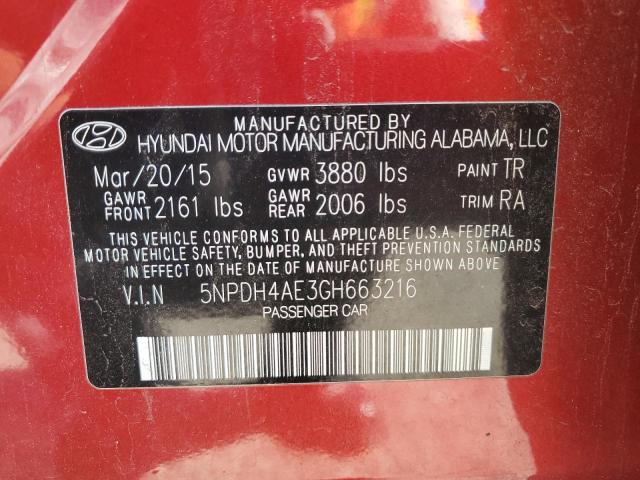 MANUFACTURED BY
HYUNDAI MOTOR MANUFACTURING ALABAMA, LLC
Mar/20/15 GVWR 3880 lbs PAINT TR
GAWR FRONT 2161 lbs GAWR REAR 2006 lbs TRIM RA
THIS VEHICLE CONFORMS TO ALL APPLICABLE U.S.A. FEDERAL
MOTOR VEHICLE SAFETY, BUMPER, AND THEFT PREVENTION STANDARDS
IN EFFECT ON THE DATE OF MANUFACTURE SHOWN ABOVE.
V.I.N 5NPDH4AE3GH663216
PASSENGER CAR